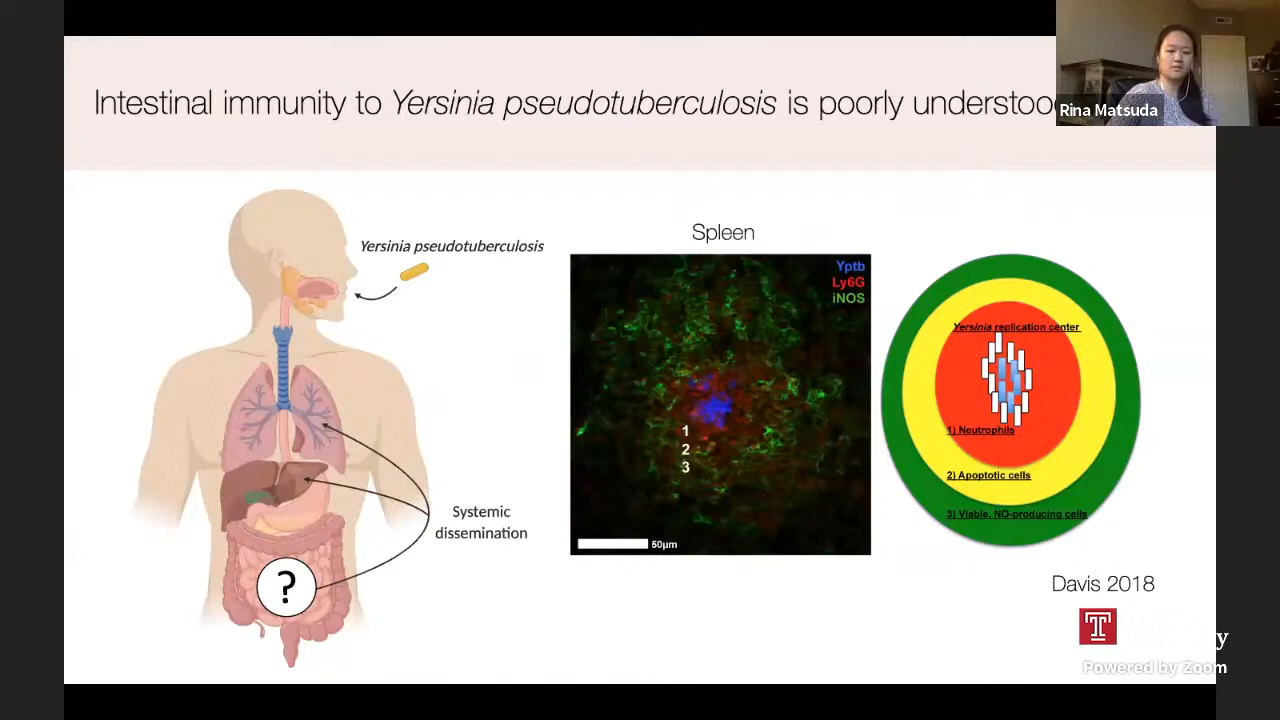 Intestinal immunity to Yersinia pseudotuberculosis is poorly
Rina Matsuda
Yersinia pseudotuberculosis
Systemic
dissemination
?
Spleen
Yptb
Ly6G
iNOS
1
2
3
50µm
Yersinia replication center
1) Neutrophils
2) Apoptotic cells
3) Viable, NO-producing cells
Davis 2018
T
Powered by Zoom